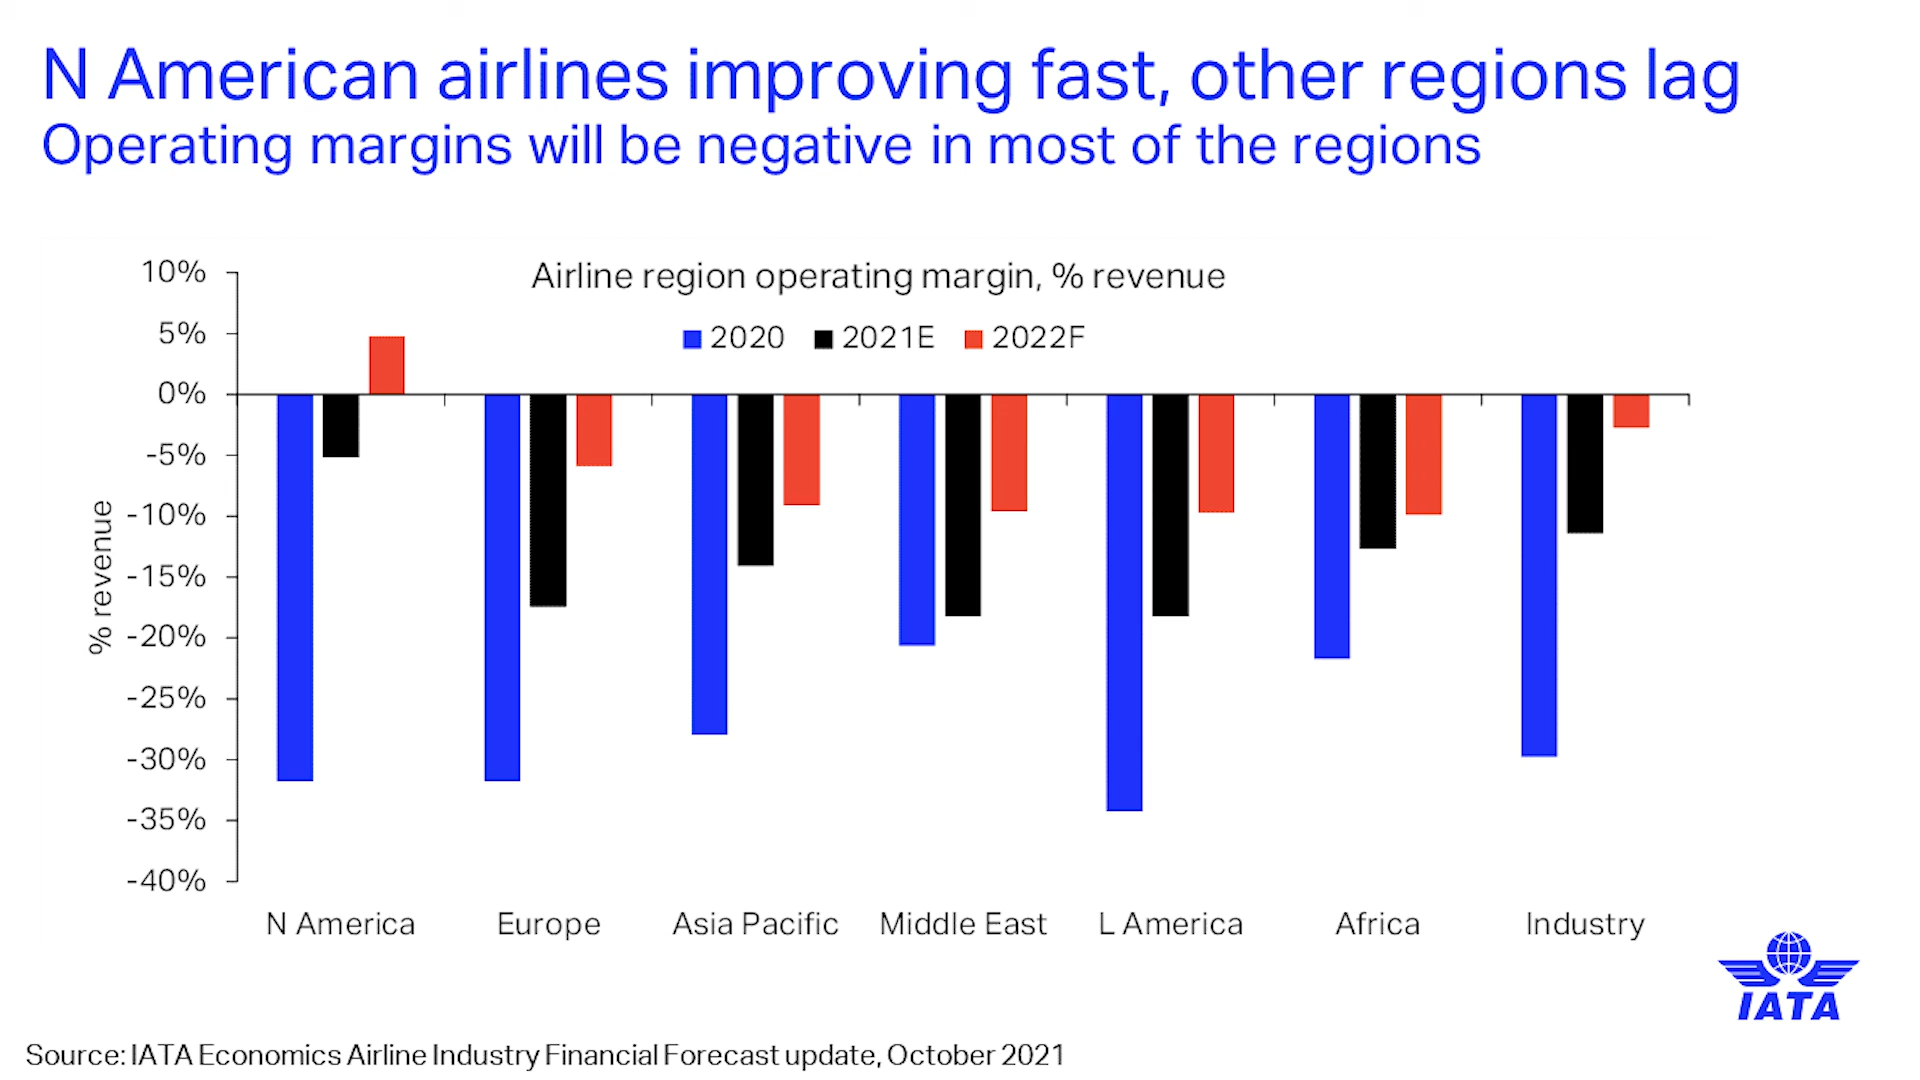 N American airlines improving fast, other regions lag
Operating margins will be negative in most of the regions
Airline region operating margin, % revenue
2020 2021E 2022F
10%
5%
0%
-5%
-10%
-15%
-20%
-25%
-30%
-35%
-40%
% revenue
N America Europe Asia Pacific Middle East L America Africa Industry
IATA
Source: IATA Economics Airline Industry Financial Forecast update, October 2021